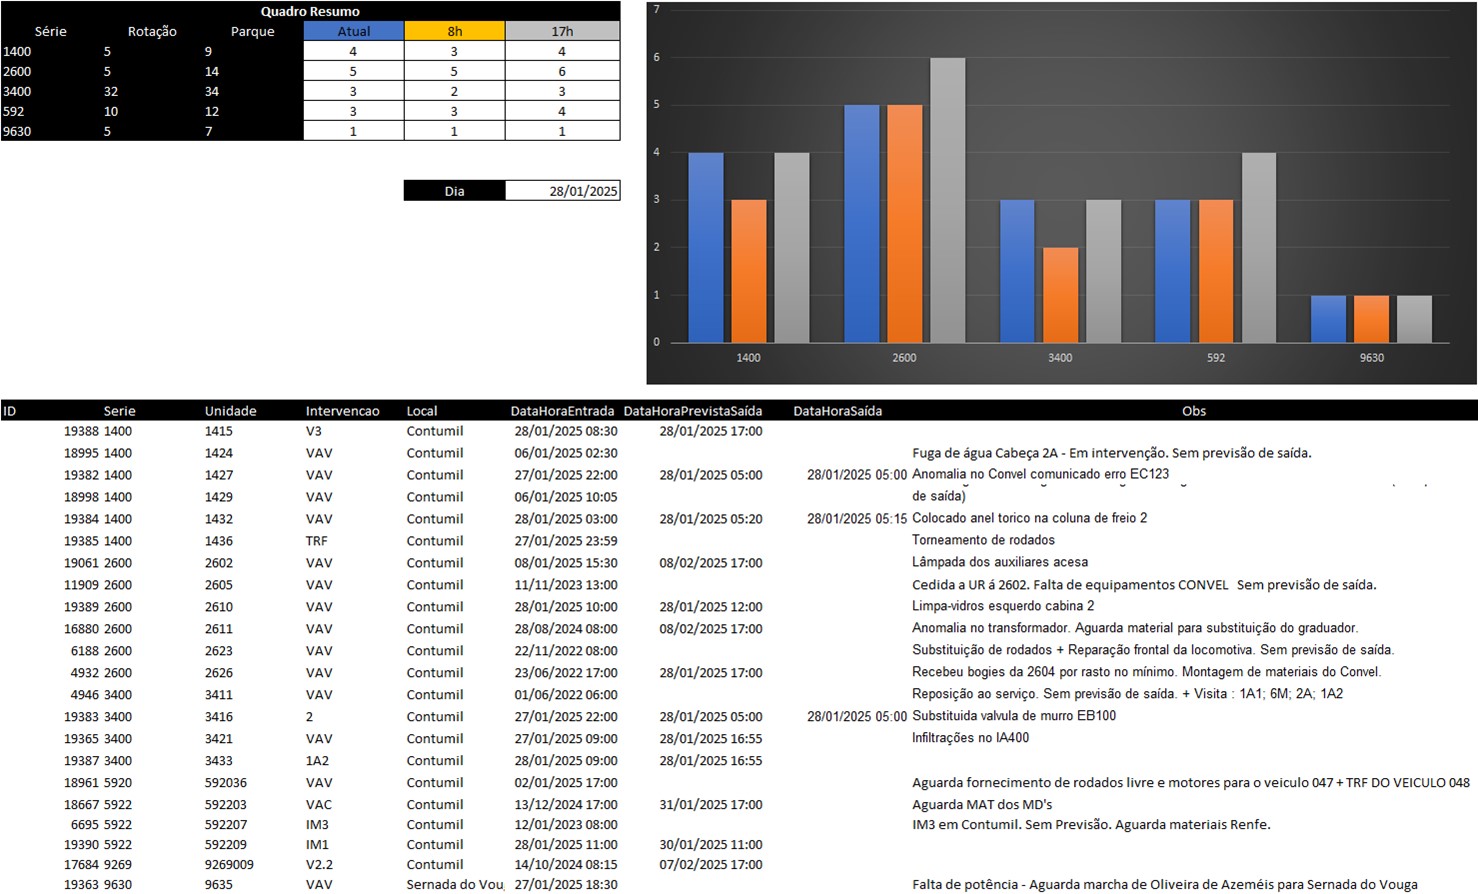 Quadro Resumo
Série Rotação Parque Atual 8h 17h
1400 5 9 4 3 4
2600 5 14 5 5 6
3400 32 34 3 2 3
592 10 12 3 3 4
9630 5 7 1 1 1
Dia 28/01/2025
7
6
5
4
3
2
1
0
1400 2600 3400 592 9630
ID Serie Unidade Intervencao Local DataHoraEntrada DataHoraPrevistaSaída DataHoraSaída Obs
19388 1400 1415 V3 Contumil 28/01/2025 08:30 28/01/2025 17:00
18995 1400 1424 VAV Contumil 06/01/2025 02:30 Fuga de água Cabeça 2A - Em intervenção. Sem previsão de saída.
19382 1400 1427 VAV Contumil 27/01/2025 22:00 28/01/2025 05:00 28/01/2025 05:00 Anomalia no Convel comunicado erro EC123
18998 1400 1429 VAV Contumil 06/01/2025 10:05 de saída)
19384 1400 1432 VAV Contumil 28/01/2025 03:00 28/01/2025 05:20 28/01/2025 05:15 Colocado anel torico na coluna de freio 2
19385 1400 1436 TRF Contumil 27/01/2025 23:59 Torneamento de rodados
19061 2600 2602 VAV Contumil 08/01/2025 15:30 08/02/2025 17:00 Lâmpada dos auxiliares acesa
11909 2600 2605 VAV Contumil 11/11/2023 13:00 Cedida a UR á 2602. Falta de equipamentos CONVEL Sem previsão de saída.
19389 2600 2610 VAV Contumil 28/01/2025 10:00 28/01/2025 12:00 Limpa-vidros esquerdo cabina 2
16880 2600 2611 VAV Contumil 28/08/2024 08:00 08/02/2025 17:00 Anomalia no transformador. Aguarda material para substituição do graduador.
6188 2600 2623 VAV Contumil 22/11/2022 08:00 Substituição de rodados + Reparação frontal da locomotiva. Sem previsão de saída.
4932 2600 2626 VAV Contumil 23/06/2022 17:00 28/01/2025 17:00 Recebeu bogies da 2604 por rasto no mínimo. Montagem de materiais do Convel.
4946 3400 3411 VAV Contumil 01/06/2022 06:00 Reposição ao serviço. Sem previsão de saída. + Visita : 1A1; 6M; 2A; 1A2
19383 3400 3416 2 Contumil 27/01/2025 22:00 28/01/2025 05:00 28/01/2025 05:00 Substituida valvula de murro EB100
19365 3400 3421 VAV Contumil 27/01/2025 09:00 28/01/2025 16:55 Infiltrações no IA400
19387 3400 3433 1A2 Contumil 28/01/2025 09:00 28/01/2025 16:55
18961 5920 592036 VAV Contumil 02/01/2025 17:00 Aguarda fornecimento de rodados livre e motores para o veiculo 047 + TRF DO VEICULO 048
18667 5922 592203 VAC Contumil 13/12/2024 17:00 31/01/2025 17:00 Aguarda MAT dos MD's
6695 5922 592207 IM3 Contumil 12/01/2023 08:00 IM3 em Contumil. Sem Previsão. Aguarda materiais Renfe.
19390 5922 592209 IM1 Contumil 28/01/2025 11:00 30/01/2025 11:00
17684 9269 9269009 V2.2 Contumil 14/10/2024 08:15 07/02/2025 17:00
19363 9630 9635 VAV Sernada do Vou 27/01/2025 18:30 Falta de potência - Aguarda marcha de Oliveira de Azeméis para Sernada do Vouga